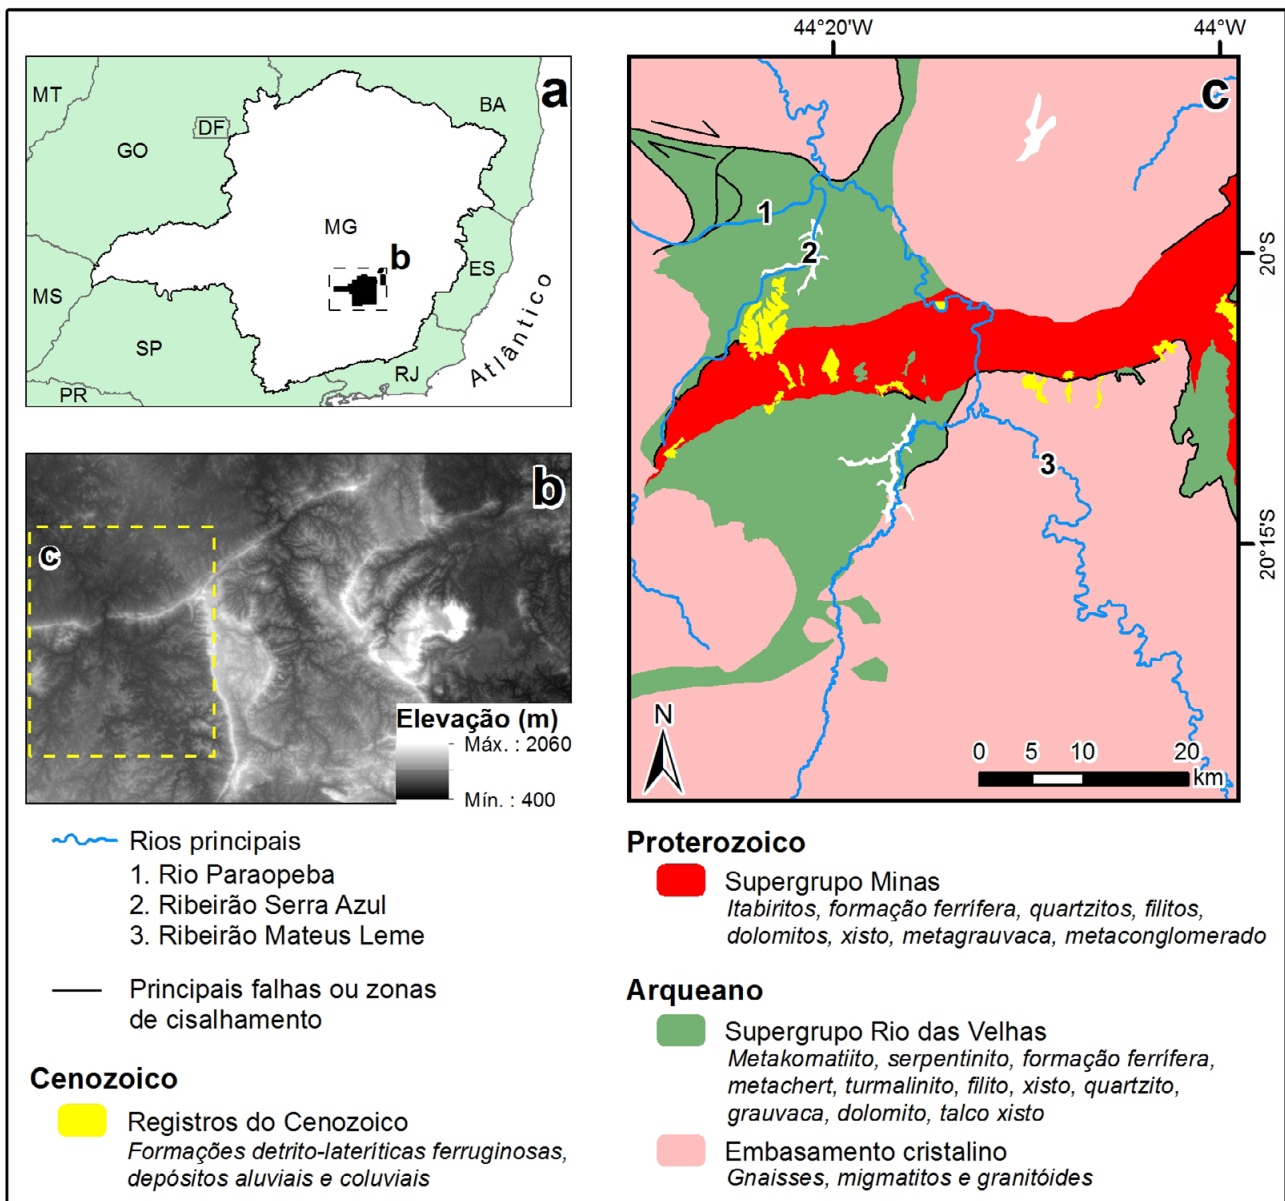 44°20'W
44°W
a
MT
BA
DF
GO
MG
b
ES
MS
SP
RJ
PR
Atlântico
c
1
2
3
20°S
20°15'S
N
0 5 10 20
km
b
c
Elevação (m)
Máx. : 2060
Mín. : 400
Rios principais
1. Rio Paraopeba
2. Ribeirão Serra Azul
3. Ribeirão Mateus Leme
Principais falhas ou zonas
de cisalhamento
Cenozoico
Registros do Cenozoico
Formações detrito-lateríticas ferruginosas,
depósitos aluviais e coluviais
Proterozoico
Supergrupo Minas
Itabiritos, formação ferrífera, quartzitos, filitos,
dolomitos, xisto, metagrauvaca, metaconglomerado
Arqueano
Supergrupo Rio das Velhas
Metakomatiito, serpentinito, formação ferrífera,
metachert, turmalinito, filito, xisto, quartzito,
grauvaca, dolomito, talco xisto
Embasamento cristalino
Gnaisses, migmatitos e granitóides